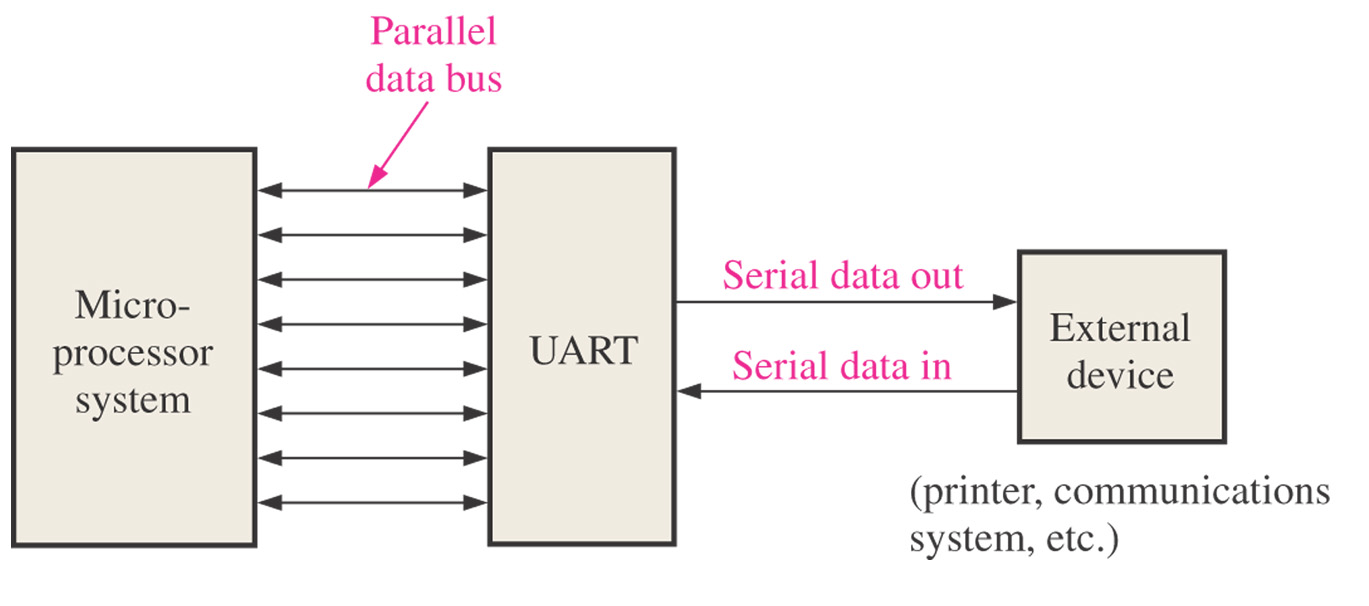 Parallel
data bus
Micro-
processor
system
UART
Serial data out
Serial data in
External
device
(printer, communications
system, etc.)